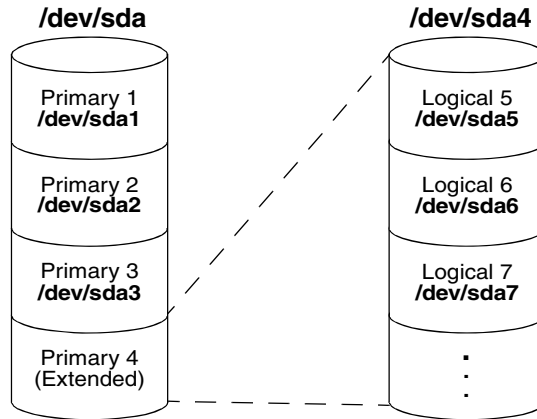 /dev/sda
Primary 1
/dev/sda1
Primary 2
/dev/sda2
Primary 3
/dev/sda3
Primary 4
(Extended)
/dev/sda4
Logical 5
/dev/sda5
Logical 6
/dev/sda6
Logical 7
/dev/sda7